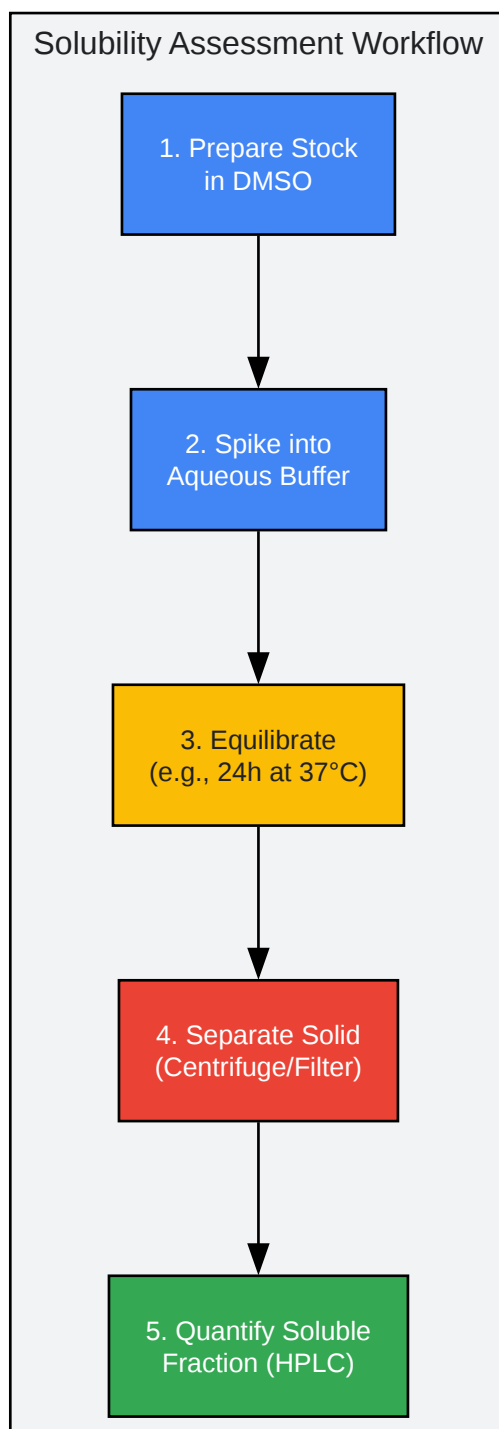 Solubility Assessment Workflow
1. Prepare Stock
in DMSO
2. Spike into
Aqueous Buffer
3. Equilibrate
(e.g., 24h at 37°C)
4. Separate Solid
(Centrifuge/Filter)
5. Quantify Soluble
Fraction (HPLC)